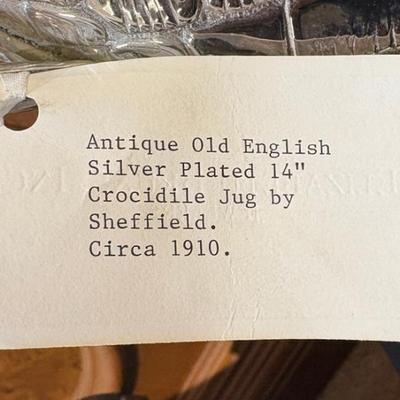 Antique Old English
Silver Plated 14"
Crocidile Jug by
Sheffield.
Circa 1910.